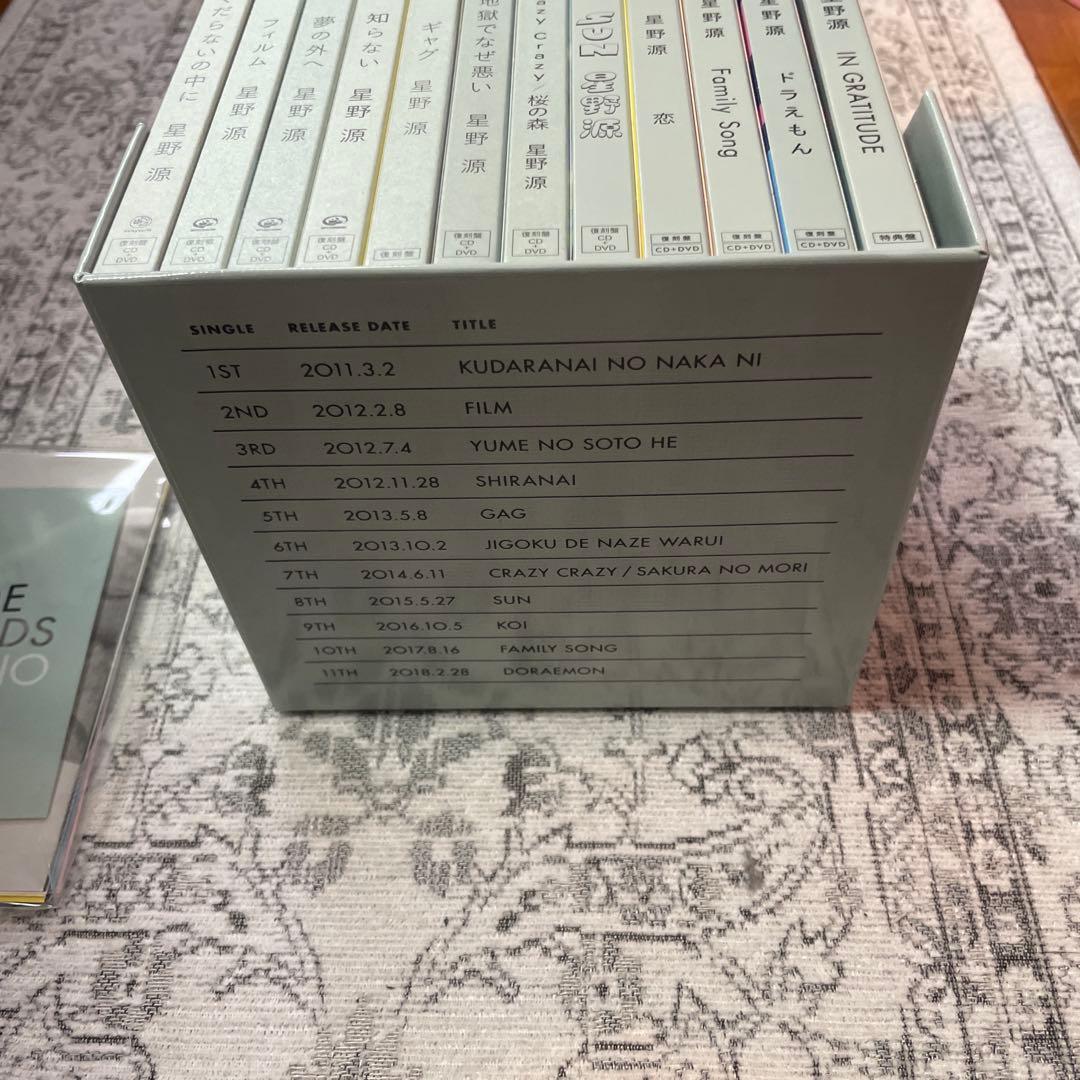 だらないの中に 星野 源
復刻盤 CD+DVD
フィルム 星野 源
復刻盤 CD+DVD
夢の外へ 星野 源
復刻盤 CD+DVD
知らない 星野 源
復刻盤 CD+DVD
ギャグ 星野 源
復刻盤
地獄でなぜ悪い 星野 源
復刻盤 CD+DVD
azy Crazy/桜の森 星野 源
復刻盤 CD+DVD
SUN 星野源
復刻盤 CD+DVD
星野源 恋
復刻盤 CD+DVD
星野源 Family Song
復刻盤 CD+DVD
星野源 ドラえもん
復刻盤 CD+DVD
星野源 IN GRATITUDE
特典盤
SINGLE RELEASE DATE TITLE
1ST 2011.3.2 KUDARANAI NO NAKA NI
2ND 2012.2.8 FILM
3RD 2012.7.4 YUME NO SOTO HE
4TH 2012.11.28 SHIRANAI
5TH 2013.5.8 GAG
6TH 2013.10.2 JIGOKU DE NAZE WARUI
7TH 2014.6.11 CRAZY CRAZY / SAKURA NO MORI
8TH 2015.5.27 SUN
9TH 2016.10.5 KOI
10TH 2017.8.16 FAMILY SONG
11TH 2018.2.28 DORAEMON
DE
DS
NO